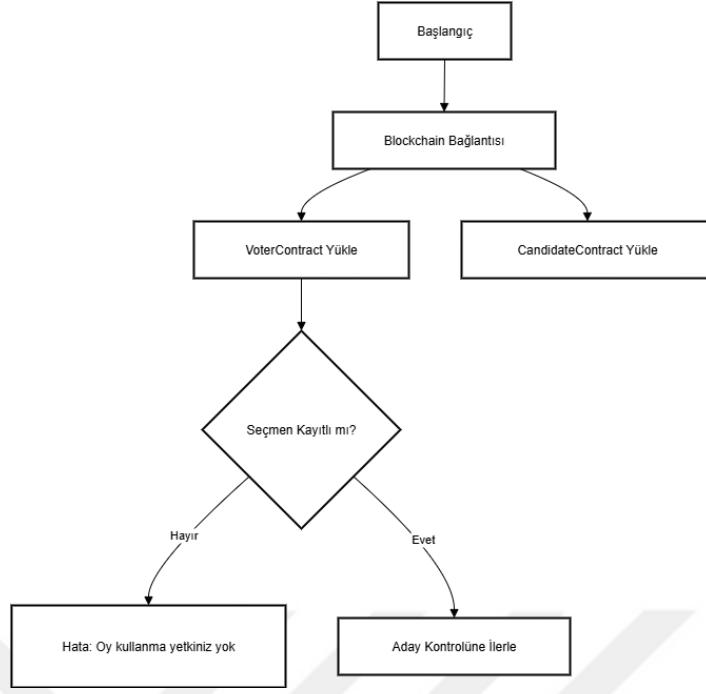 Başlangıç
Blockchain Bağlantısı
VoterContract Yükle
CandidateContract Yükle
Seçmen Kayıtlı mı?
Hayır
Evet
Hata: Oy kullanma yetkiniz yok
Aday Kontrolüne İlerle